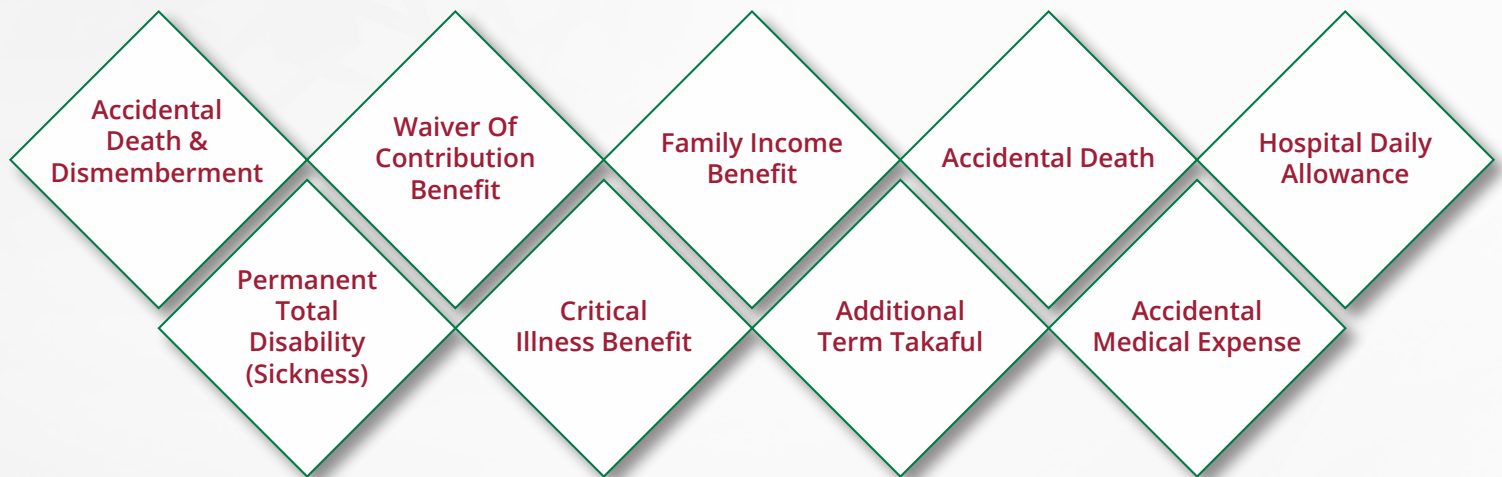 Accidental
Death &
Dismemberment
Waiver Of
Contribution
Benefit
Family Income
Benefit
Accidental Death
Hospital Daily
Allowance
Permanent
Total
Disability
(Sickness)
Critical
Illness Benefit
Additional
Term Takaful
Accidental
Medical Expense